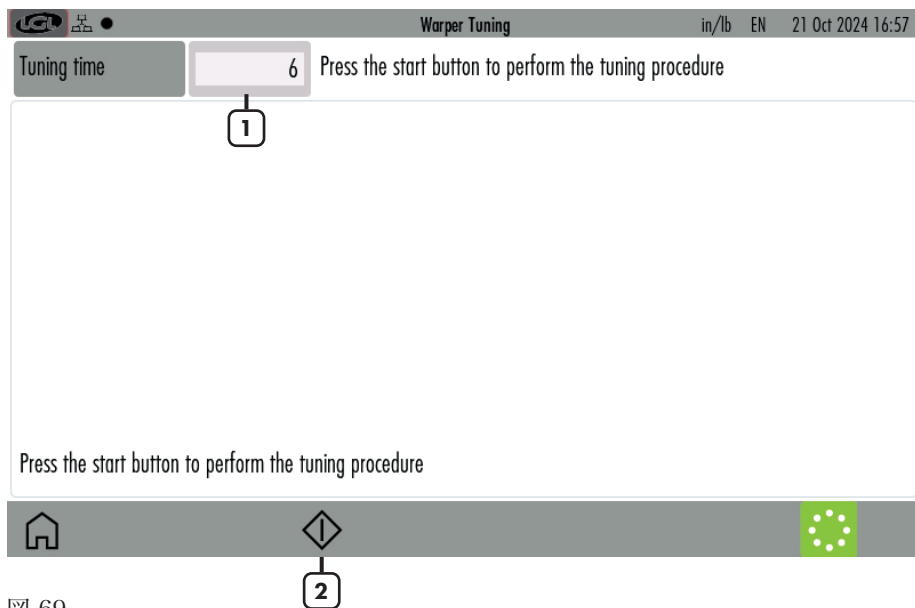 LGL Warper Tuning in/lb EN 21 Oct 2024 16:57
Tuning time 6 Press the start button to perform the tuning procedure
1
Press the start button to perform the tuning procedure
2
図 69